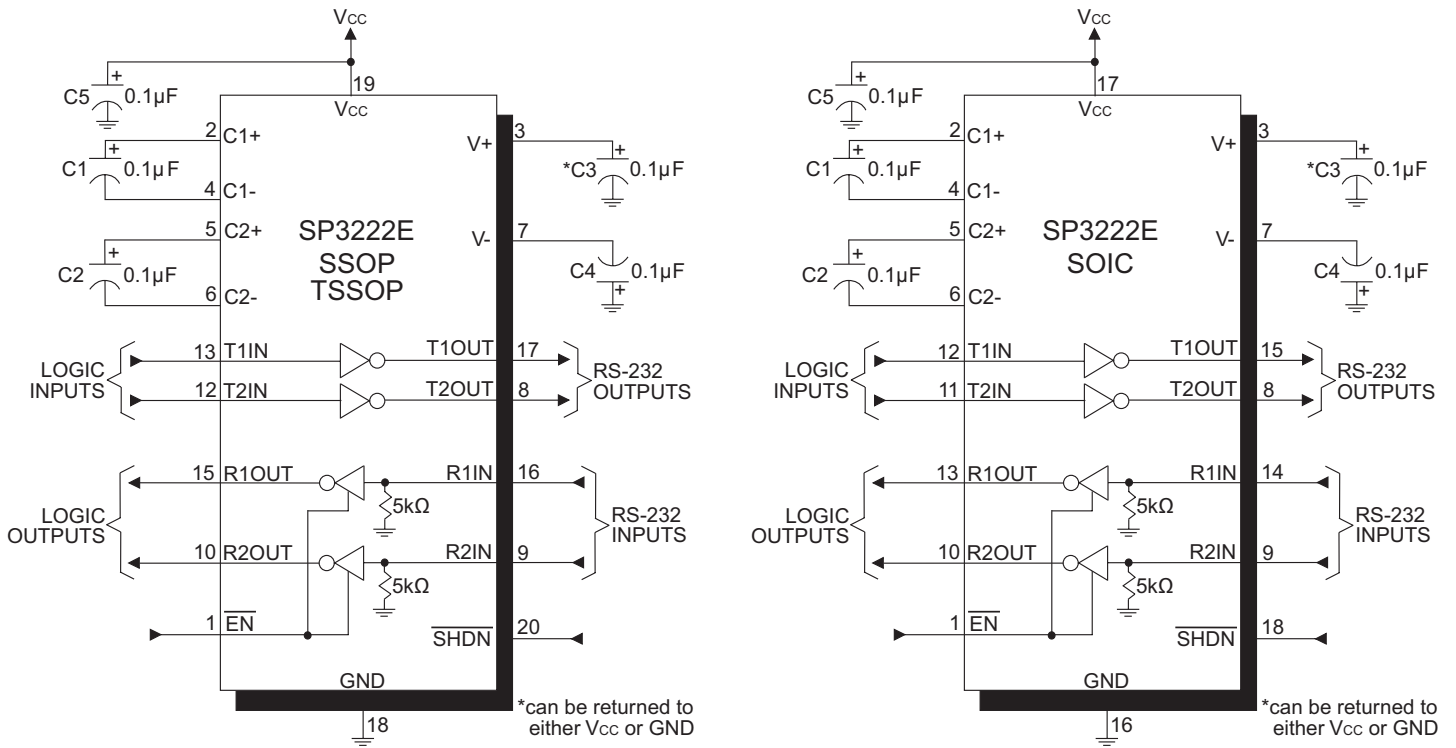 Vcc
19
Vcc
C5
+
0.1µF
2
C1+
C1
+
0.1µF
4
C1-
5
C2+
C2
+
0.1µF
6
C2-
V+
3
*C3
+
0.1µF
V-
7
C4
0.1µF
+
SP3222E
SSOP
TSSOP
LOGIC
INPUTS
13
T1IN
T1OUT
17
12
T2IN
T2OUT
8
RS-232
OUTPUTS
LOGIC
OUTPUTS
15
R1OUT
R1IN
16
5kΩ
10
R2OUT
R2IN
9
5kΩ
RS-232
INPUTS
1
EN
SHDN
20
GND
18
*can be returned to
either Vcc or GND
Vcc
17
Vcc
C5
+
0.1µF
2
C1+
C1
+
0.1µF
4
C1-
5
C2+
C2
+
0.1µF
6
C2-
V+
3
*C3
+
0.1µF
V-
7
C4
0.1µF
+
SP3222E
SOIC
LOGIC
INPUTS
12
T1IN
T1OUT
15
11
T2IN
T2OUT
8
RS-232
OUTPUTS
LOGIC
OUTPUTS
13
R1OUT
R1IN
14
5kΩ
10
R2OUT
R2IN
9
5kΩ
RS-232
INPUTS
1
EN
SHDN
18
GND
16
*can be returned to
either Vcc or GND